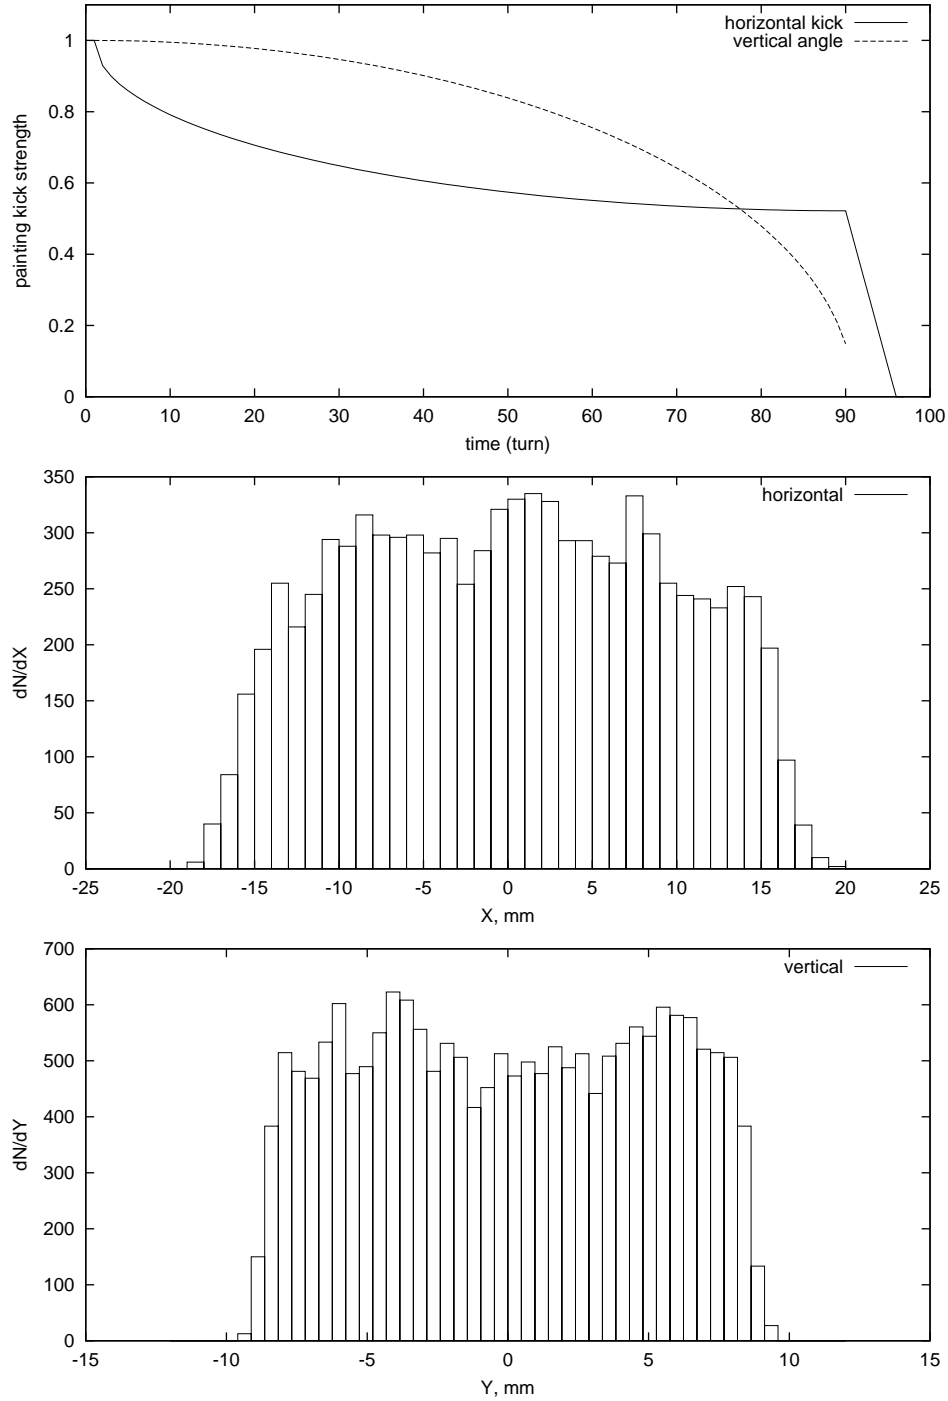 horizontal kick
vertical angle
painting kick strength
1
0.8
0.6
0.4
0.2
0
0 10 20 30 40 50 60 70 80 90 100
time (turn)
horizontal
dN/dX
350
300
250
200
150
100
50
0
-25 -20 -15 -10 -5 0 5 10 15 20 25
X, mm
vertical
dN/dY
700
600
500
400
300
200
100
0
-15 -10 -5 0 5 10 15
Y, mm